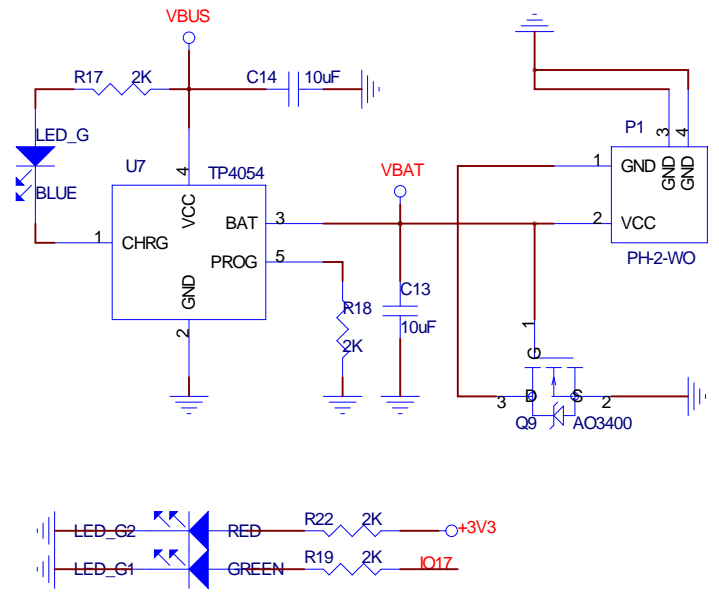 VBUS
R17 2K
C14 10uF
LED_G
BLUE
U7
TP4054
4
VCC
1 CHRG
BAT 3
PROG 5
GND
2
R18
2K
VBAT
C13
10uF
P1
3 4
1 GND GND GND
2 VCC
PH-2-WO
1
G
3 D S 2
Q9 AO3400
LED_G2 RED R22 2K +3V3
LED_G1 GREEN R19 2K IO17